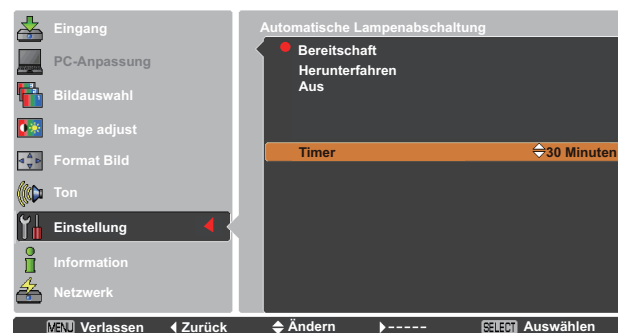 Eingang
PC-Anpassung
Bildauswahl
Image adjust
Format Bild
Ton
Einstellung
Information
Netzwerk
Automatische Lampenabschaltung
Bereitschaft
Herunterfahren
Aus
Timer 30 Minuten
MENU Verlassen Zurück Ändern ----- SELECT Auswählen